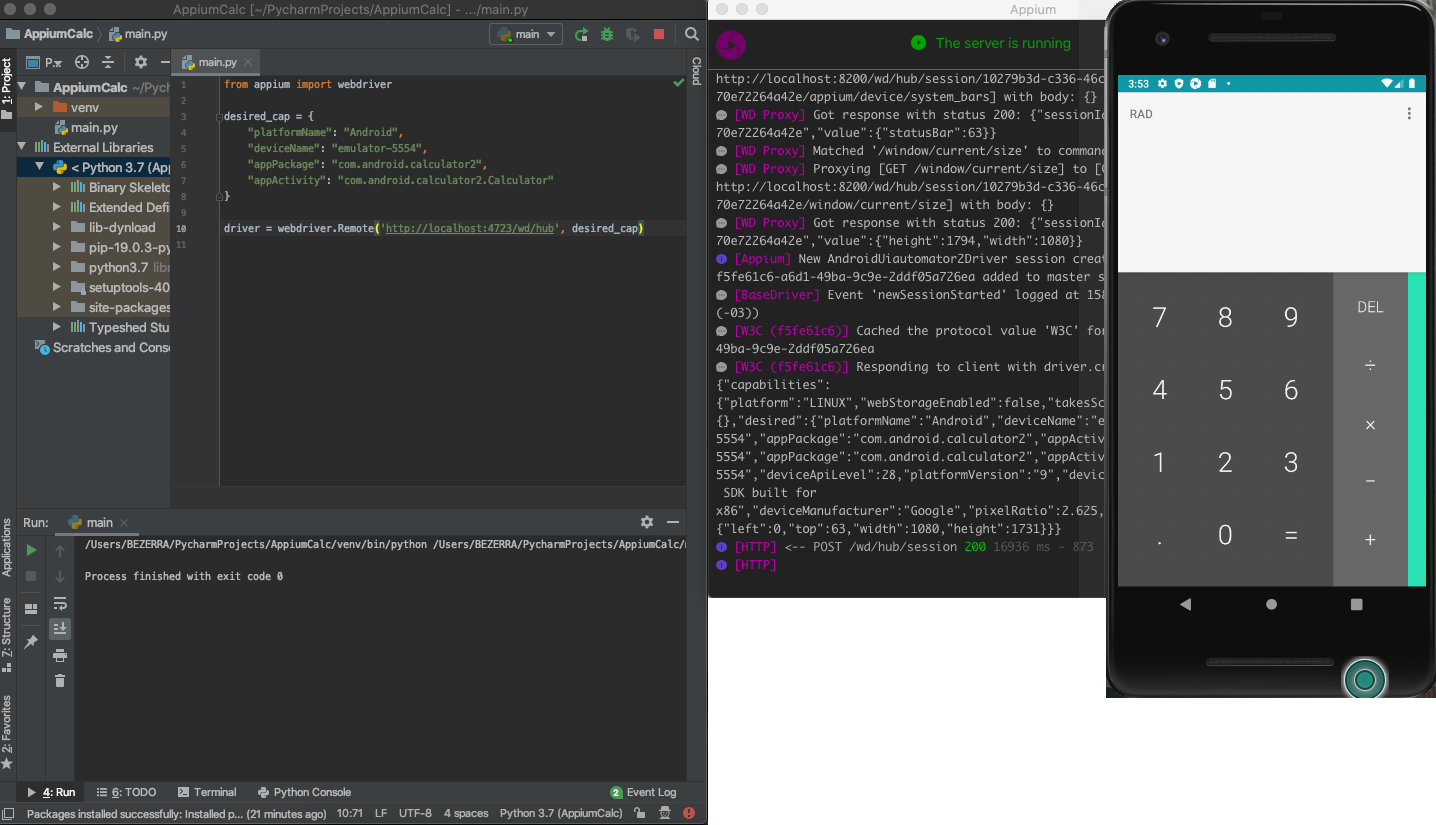 AppiumCalc [~/PycharmProjects/AppiumCalc] - .../main.py
AppiumCalc
main.py
main
1: Project
P..
main.py
Cloud
AppiumCalc ~/Pych
venv
main.py
External Libraries
< Python 3.7 (App
Binary Skeleto
Extended Defi
lib-dynload
pip-19.0.3-py
python3.7 libr
setuptools-40
site-packages
Typeshed Stu
Scratches and Conso
1 from appium import webdriver
2
3 desired_cap = {
4 "platformName": "Android",
5 "deviceName": "emulator-5554",
6 "appPackage": "com.android.calculator2",
7 "appActivity": "com.android.calculator2.Calculator"
8 }
9
10 driver = webdriver.Remote('http://localhost:4723/wd/hub', desired_cap)
11
Run: main
/Users/BEZERRA/PycharmProjects/AppiumCalc/venv/bin/python /Users/BEZERRA/PycharmProjects/AppiumCalc/m
Process finished with exit code 0
Applications
7: Structure
2: Favorites
4: Run
6: TODO
Terminal
Python Console
2 Event Log
Packages installed successfully: Installed p... (21 minutes ago)
10:71
LF
UTF-8
4 spaces
Python 3.7 (AppiumCalc)
Appium
The server is running
http://localhost:8200/wd/hub/session/10279b3d-c336-46c
70e72264a42e/appium/device/system_bars] with body: {}
[WD Proxy] Got response with status 200: {"sessionId
70e72264a42e","value":{"statusBar":63}}
[WD Proxy] Matched '/window/current/size' to comman
[WD Proxy] Proxying [GET /window/current/size] to [G
http://localhost:8200/wd/hub/session/10279b3d-c336-46c
70e72264a42e/window/current/size] with body: {}
[WD Proxy] Got response with status 200: {"sessionId
70e72264a42e","value":{"height":1794,"width":1080}}
[Appium] New AndroidUiautomator2Driver session creat
f5fe61c6-a6d1-49ba-9c9e-2ddf05a726ea added to master s
[BaseDriver] Event 'newSessionStarted' logged at 158
(-03))
[W3C (f5fe61c6)] Cached the protocol value 'W3C' for
49ba-9c9e-2ddf05a726ea
[W3C (f5fe61c6)] Responding to client with driver.cr
{"capabilities":
{"platform":"LINUX","webStorageEnabled":false,"takesSc
{},"desired":{"platformName":"Android","deviceName":"e
5554","appPackage":"com.android.calculator2","appActiv
5554","appPackage":"com.android.calculator2","appActiv
5554","deviceApiLevel":28,"platformVersion":"9","devic
SDK built for
x86","deviceManufacturer":"Google","pixelRatio":2.625,
{"left":0,"top":63,"width":1080,"height":1731}}}
[HTTP] <-- POST /wd/hub/session 200 16936 ms - 873
[HTTP]
3:53
RAD
7 8 9 DEL
÷
4 5 6
×
1 2 3
−
. 0 = +